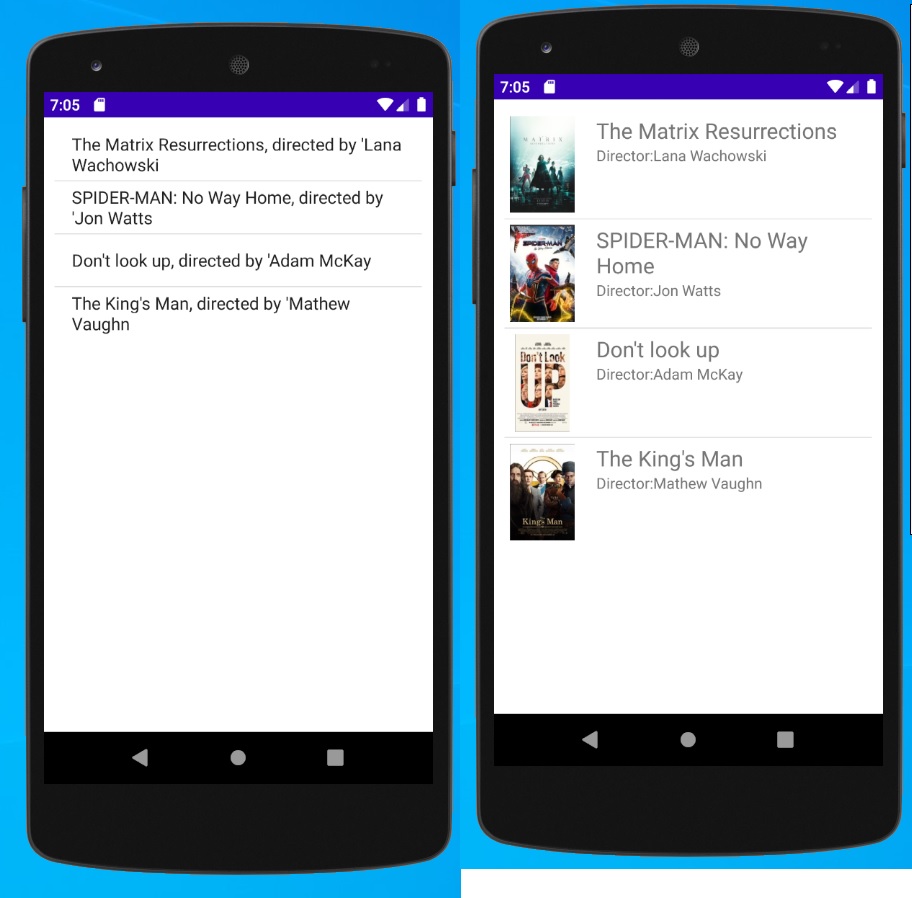 7:05
The Matrix Resurrections, directed by 'Lana
Wachowski
SPIDER-MAN: No Way Home, directed by
'Jon Watts
Don't look up, directed by 'Adam McKay
The King's Man, directed by 'Mathew
Vaughn
7:05
MATRIX
The Matrix Resurrections
Director:Lana Wachowski
SPIDER-MAN
SPIDER-MAN: No Way
Home
Director:Jon Watts
Don't Look
UP
Don't look up
Director:Adam McKay
King's Man
The King's Man
Director:Mathew Vaughn